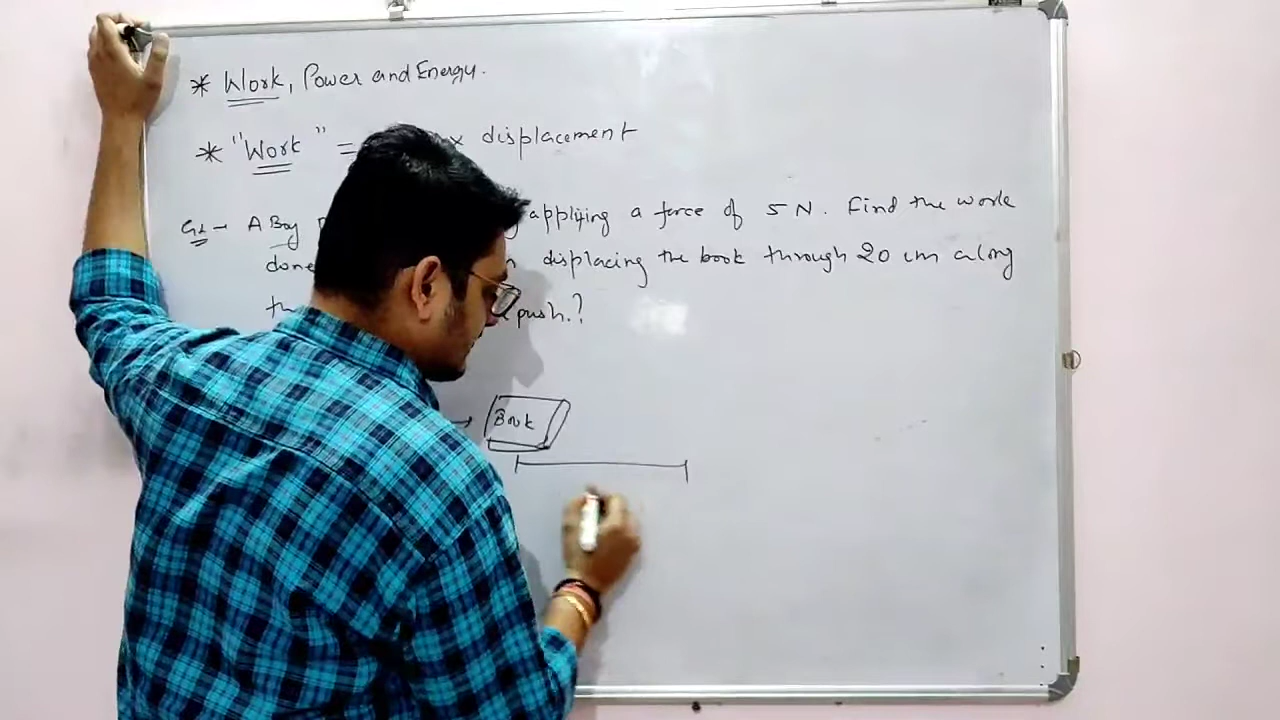 * Work, Power and Energy.
* "Work" = x displacement
Ex → A Boy applying a force of 5 N. Find the work
done displacing the book through 20 cm along
push.?
→ Book